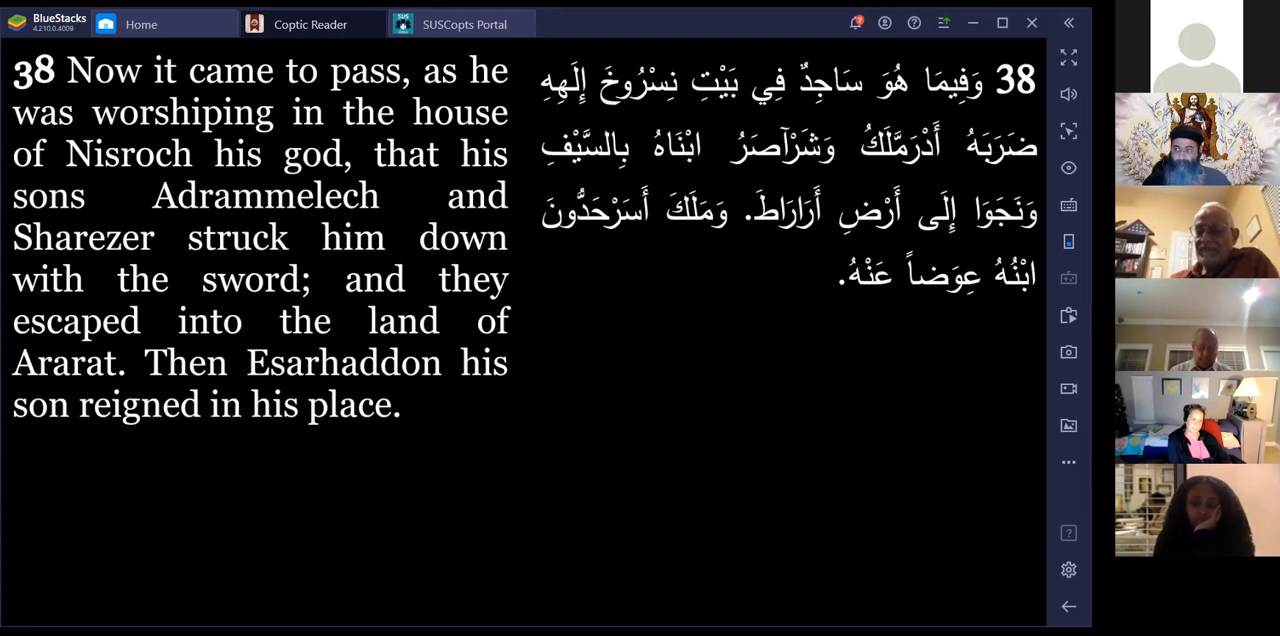 BlueStacks
4.210.0.4009
Home
Coptic Reader
SUSCopts Portal
7
38 Now it came to pass, as he
was worshiping in the house
of Nisroch his god, that his
sons Adrammelech and
Sharezer struck him down
with the sword; and they
escaped into the land of
Ararat. Then Esarhaddon his
son reigned in his place.
38 وَفِيمَا هُوَ سَاجِدٌ فِي بَيْتِ نِسْرُوخَ إِلَهِهِ
ضَرَبَهُ أَدْرَمَّلَكُ وَشَرْآصَرُ ابْنَاهُ بِالسَّيْفِ
وَنَجَوَا إِلَى أَرْضِ أَرَارَاطَ. وَمَلَكَ أَسَرْحَدُّونَ
ابْنُهُ عِوَضاً عَنْهُ.